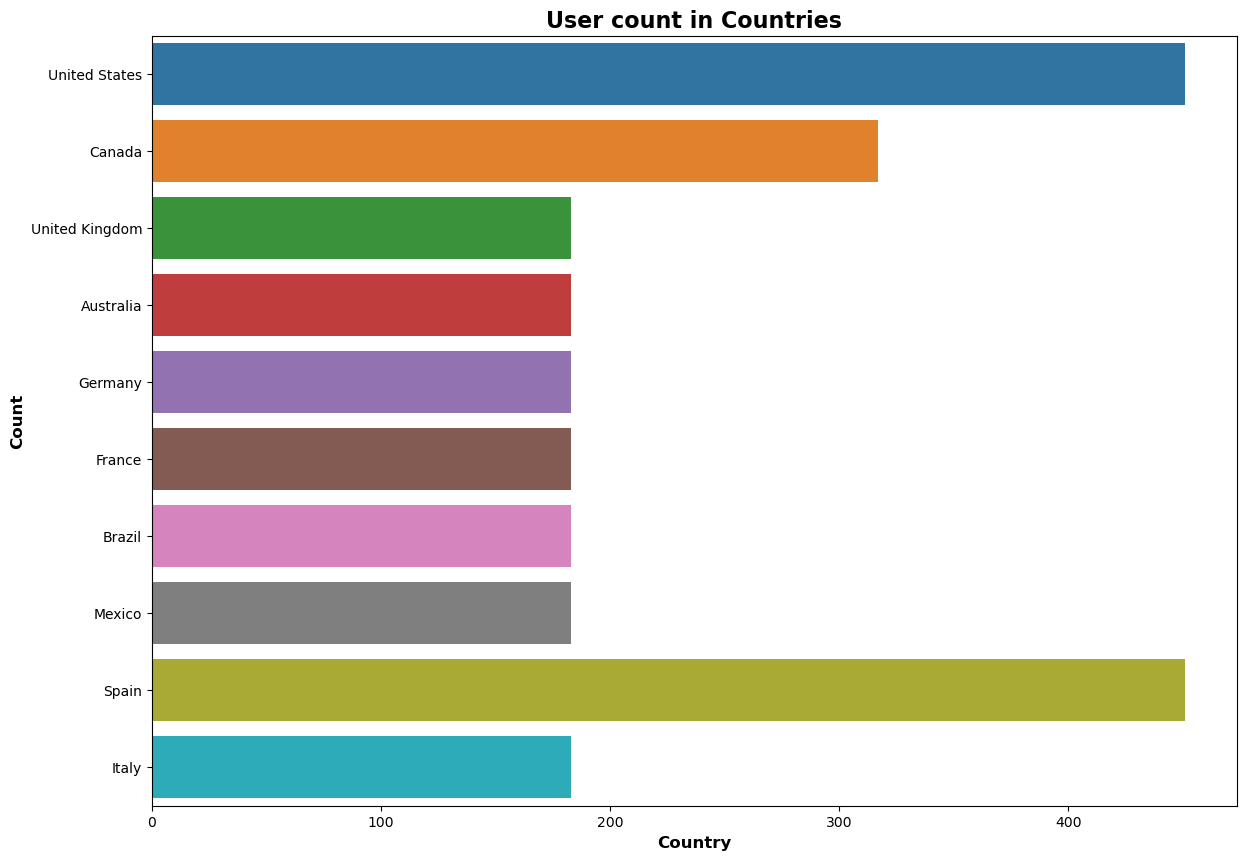 User count in Countries
United States
Canada
United Kingdom
Australia
Germany
France
Brazil
Mexico
Spain
Italy
Count
0 100 200 300 400
Country